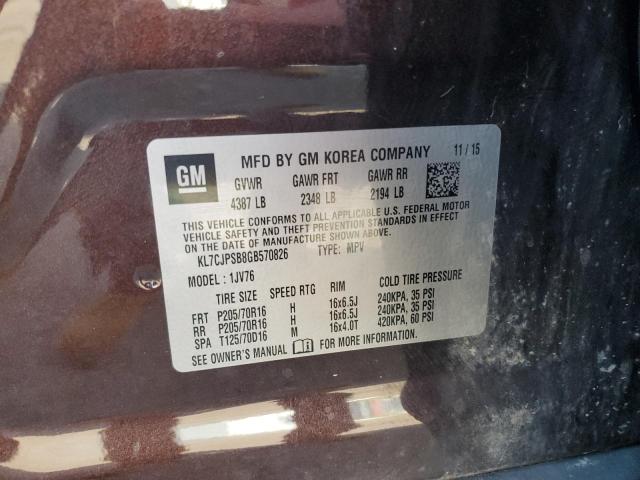 GM
MFD BY GM KOREA COMPANY 11/15
GVWR GAWR FRT GAWR RR
4387 LB 2348 LB 2194 LB
THIS VEHICLE CONFORMS TO ALL APPLICABLE U.S. FEDERAL MOTOR
VEHICLE SAFETY AND THEFT PREVENTION STANDARDS IN EFFECT
ON THE DATE OF MANUFACTURE SHOWN ABOVE.
KL7CJPSB8GB570826 TYPE: MPV
MODEL: 1JV76
TIRE SIZE SPEED RTG RIM COLD TIRE PRESSURE
FRT P205/70R16 H 16x6.5J 240KPA, 35 PSI
RR P205/70R16 H 16x6.5J 240KPA, 35 PSI
SPA T125/70D16 M 16x4.0T 420KPA, 60 PSI
SEE OWNER'S MANUAL FOR MORE INFORMATION.